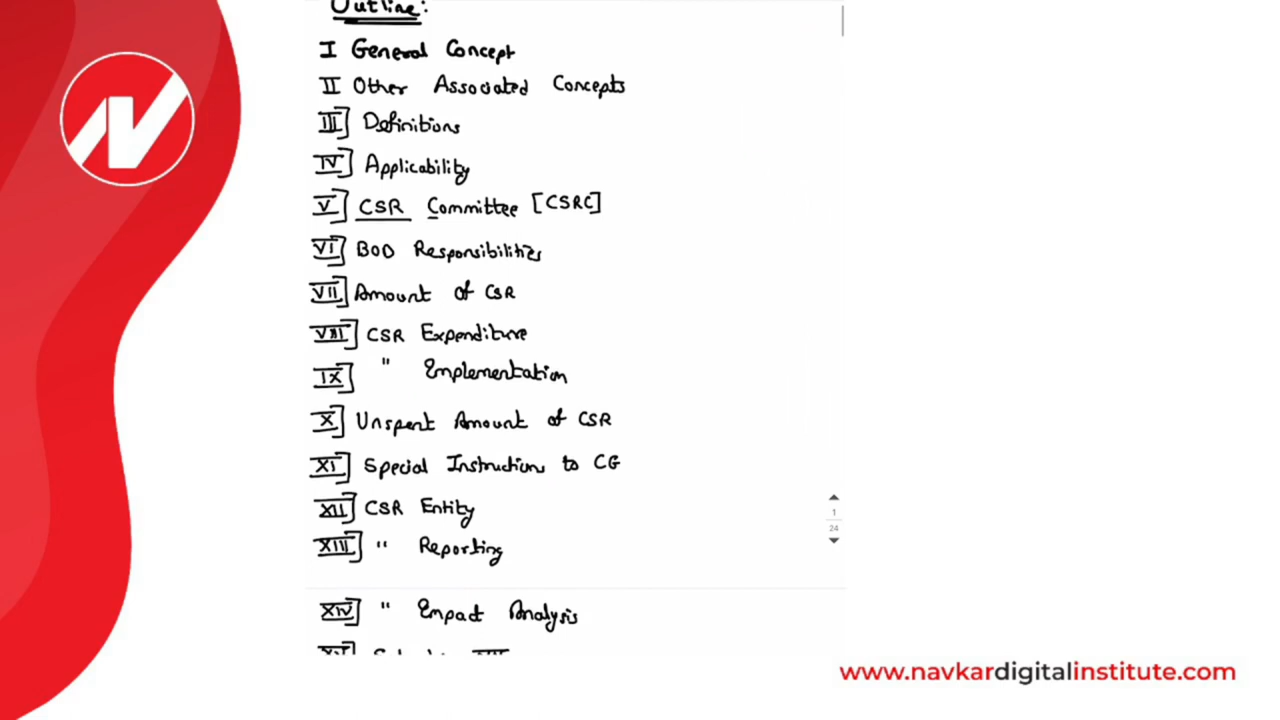 Outline:
I General Concept
II Other Associated Concepts
III] Definitions
IV] Applicability
V] CSR Committee [CSRC]
VI] BOD Responsibilities
VII] Amount of CSR
VIII] CSR Expenditure
IX] " Implementation
X] Unspent Amount of CSR
XI] Special Instructions to CG
XII] CSR Entity
XIII] " Reporting
1
24
XIV] " Impact Analysis
www.navkardigitalinstitute.com